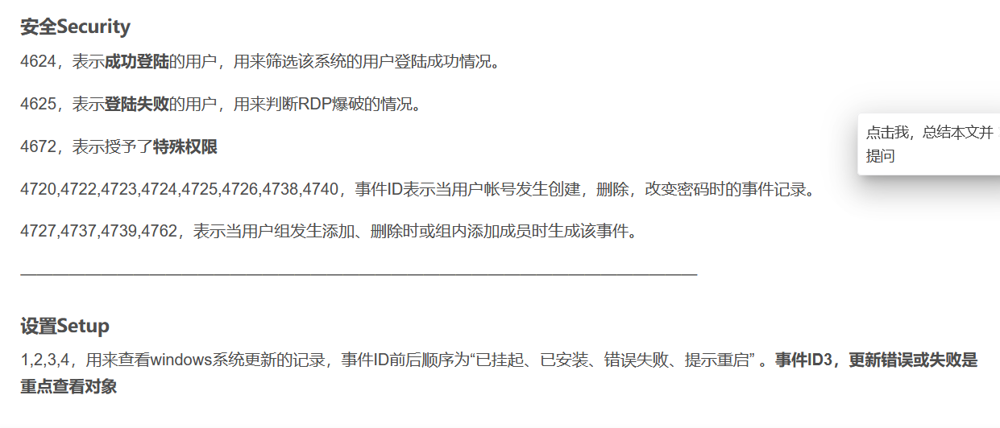 安全Security
4624，表示成功登陆的用户，用来筛选该系统的用户登陆成功情况。
4625，表示登陆失败的用户，用来判断RDP爆破的情况。
点击我，总结本文并
提问
4672，表示授予了特殊权限
4720,4722,4723,4724,4725,4726,4738,4740，事件ID表示当用户帐号发生创建，删除，改变密码时的事件记录。
4727,4737,4739,4762，表示当用户组发生添加、删除时或组内添加成员时生成该事件。
设置Setup
1,2,3,4，用来查看windows系统更新的记录，事件ID前后顺序为“已挂起、已安装、错误失败、提示重启” 。事件ID3，更新错误或失败是
重点查看对象